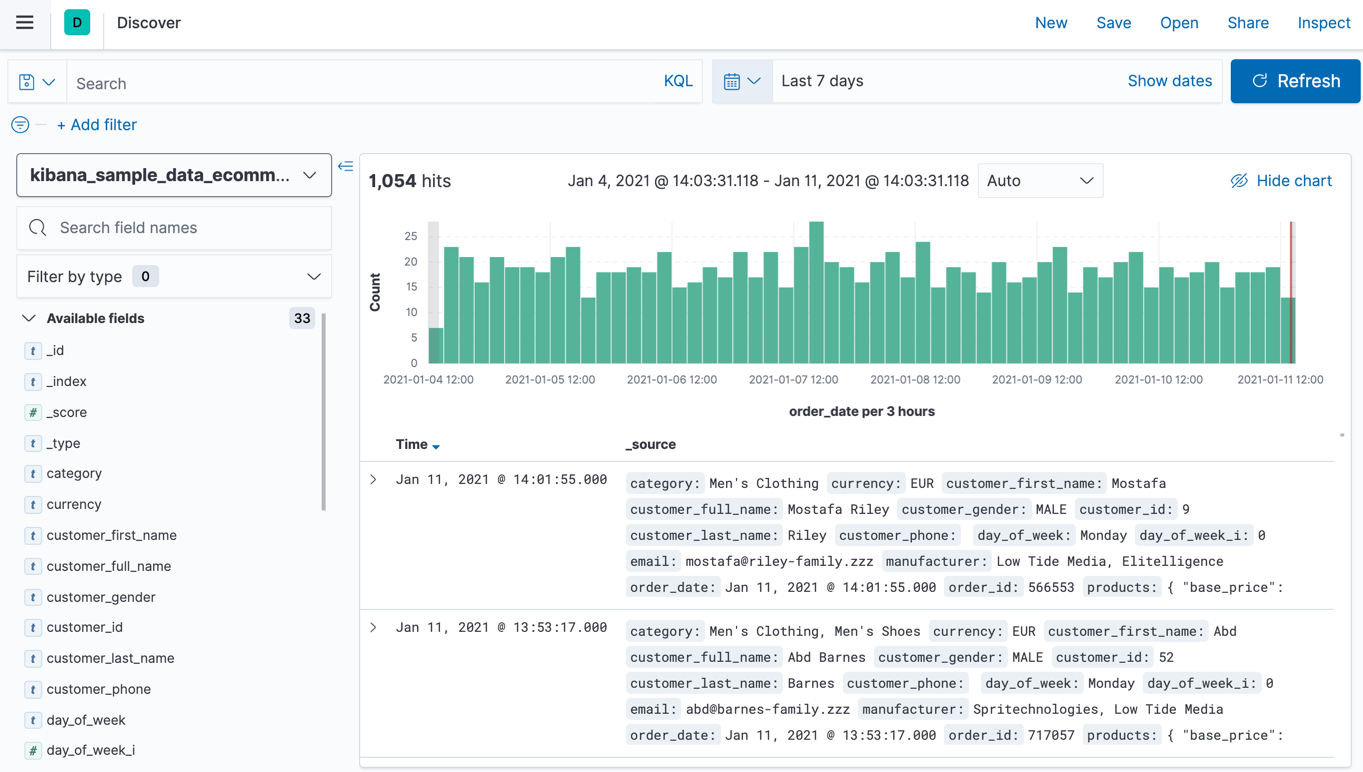 D Discover New Save Open Share Inspect
Search KQL Last 7 days Show dates Refresh
+ Add filter
kibana_sample_data_ecomm...
Search field names
Filter by type 0
Available fields 33
t _id
t _index
# _score
t _type
t category
t currency
t customer_first_name
t customer_full_name
t customer_gender
t customer_id
t customer_last_name
t customer_phone
t day_of_week
# day_of_week_i
1,054 hits Jan 4, 2021 @ 14:03:31.118 - Jan 11, 2021 @ 14:03:31.118 Auto Hide chart
Count
25
20
15
10
5
0
2021-01-04 12:00 2021-01-05 12:00 2021-01-06 12:00 2021-01-07 12:00 2021-01-08 12:00 2021-01-09 12:00 2021-01-10 12:00 2021-01-11 12:00
order_date per 3 hours
Time _source
Jan 11, 2021 @ 14:01:55.000 category: Men's Clothing currency: EUR customer_first_name: Mostafa
customer_full_name: Mostafa Riley customer_gender: MALE customer_id: 9
customer_last_name: Riley customer_phone: day_of_week: Monday day_of_week_i: 0
email: mostafa@riley-family.zzz manufacturer: Low Tide Media, Elitelligence
order_date: Jan 11, 2021 @ 14:01:55.000 order_id: 566553 products: { "base_price":
Jan 11, 2021 @ 13:53:17.000 category: Men's Clothing, Men's Shoes currency: EUR customer_first_name: Abd
customer_full_name: Abd Barnes customer_gender: MALE customer_id: 52
customer_last_name: Barnes customer_phone: day_of_week: Monday day_of_week_i: 0
email: abd@barnes-family.zzz manufacturer: Spritechnologies, Low Tide Media
order_date: Jan 11, 2021 @ 13:53:17.000 order_id: 717057 products: { "base_price":